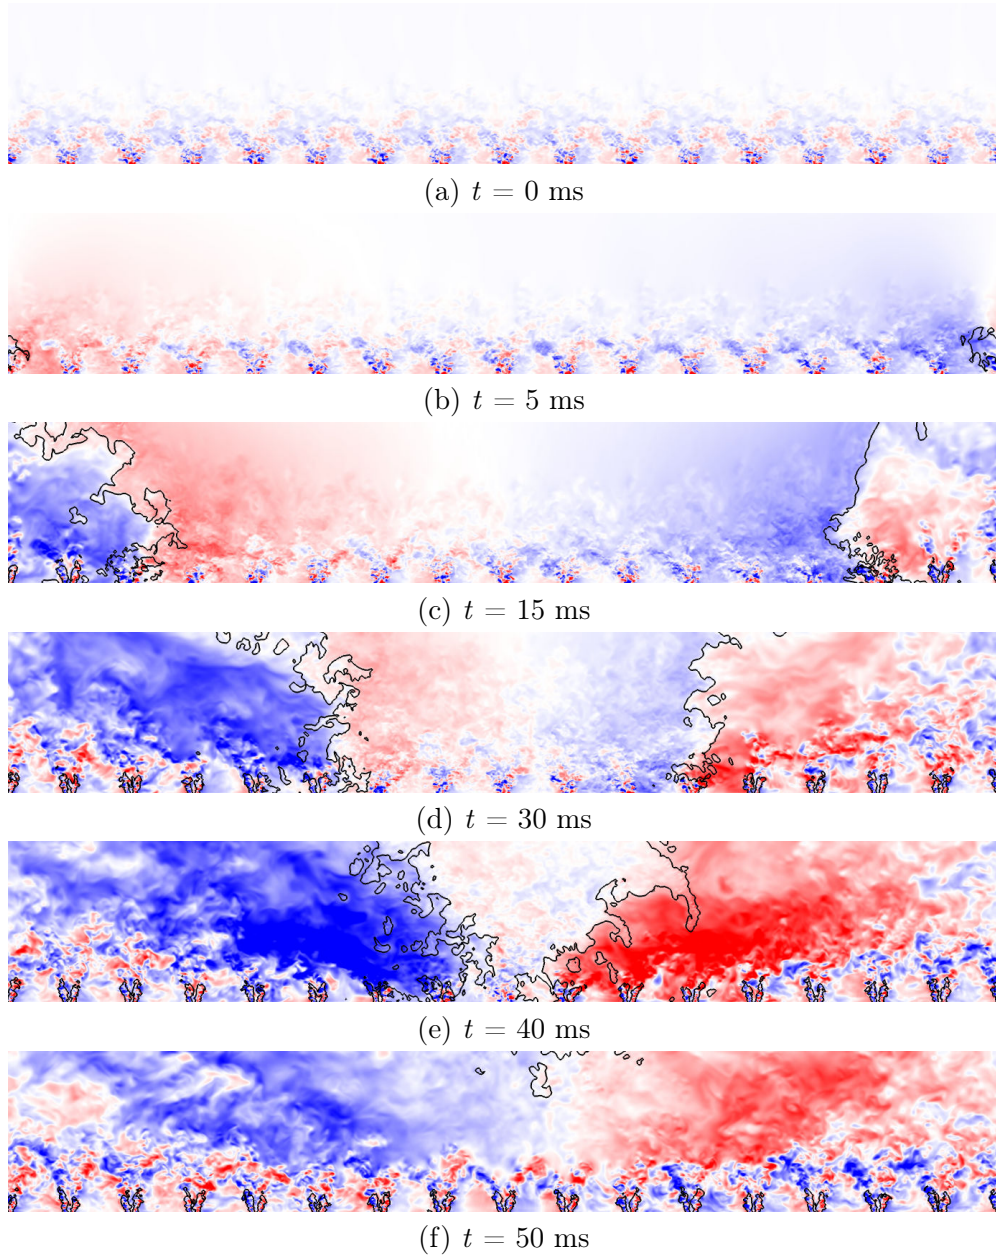 (a) t = 0 ms
(b) t = 5 ms
(c) t = 15 ms
(d) t = 30 ms
(e) t = 40 ms
(f) t = 50 ms